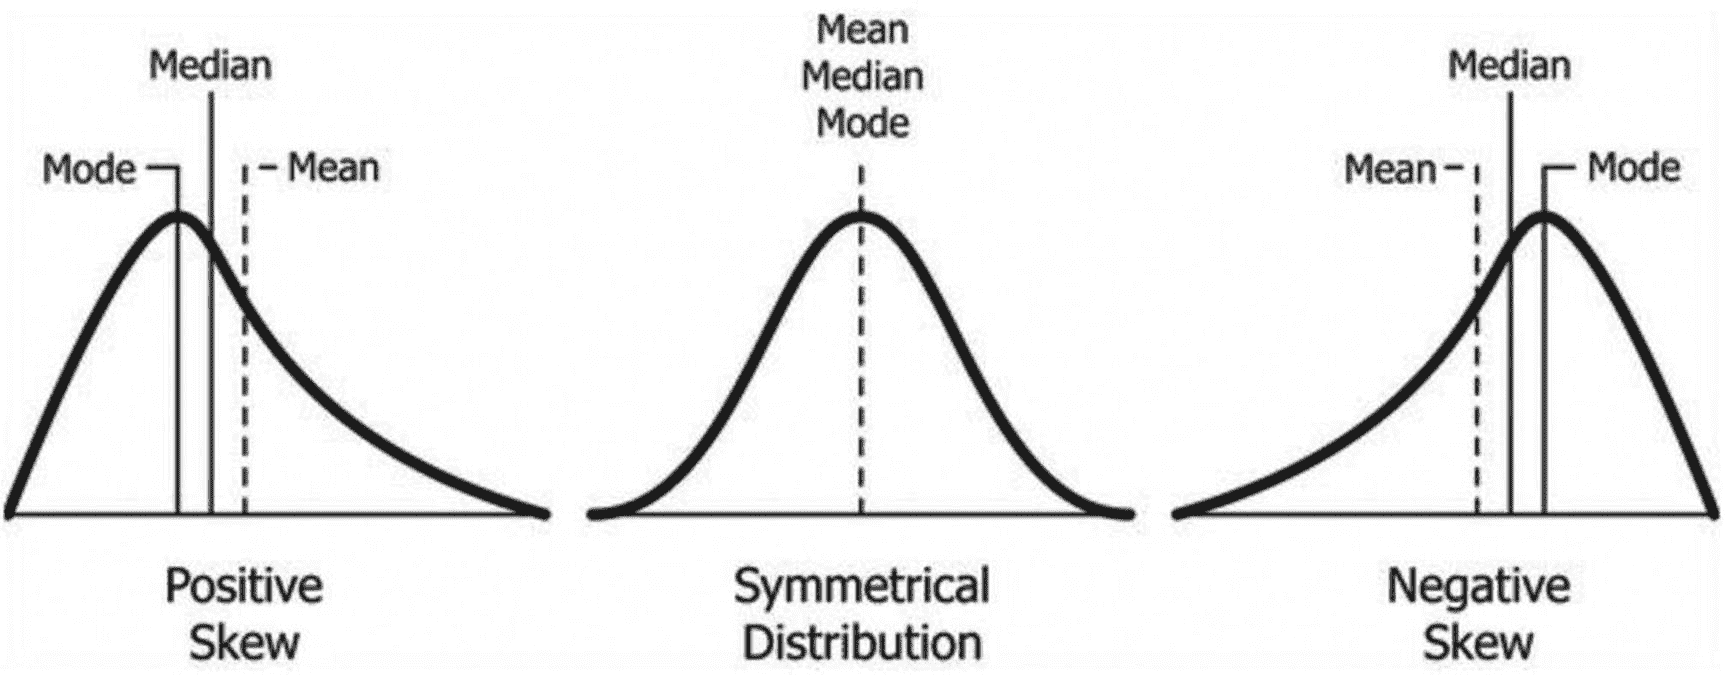 Median
Mode
Mean
Positive
Skew
Mean
Median
Mode
Symmetrical
Distribution
Median
Mean
Mode
Negative
Skew